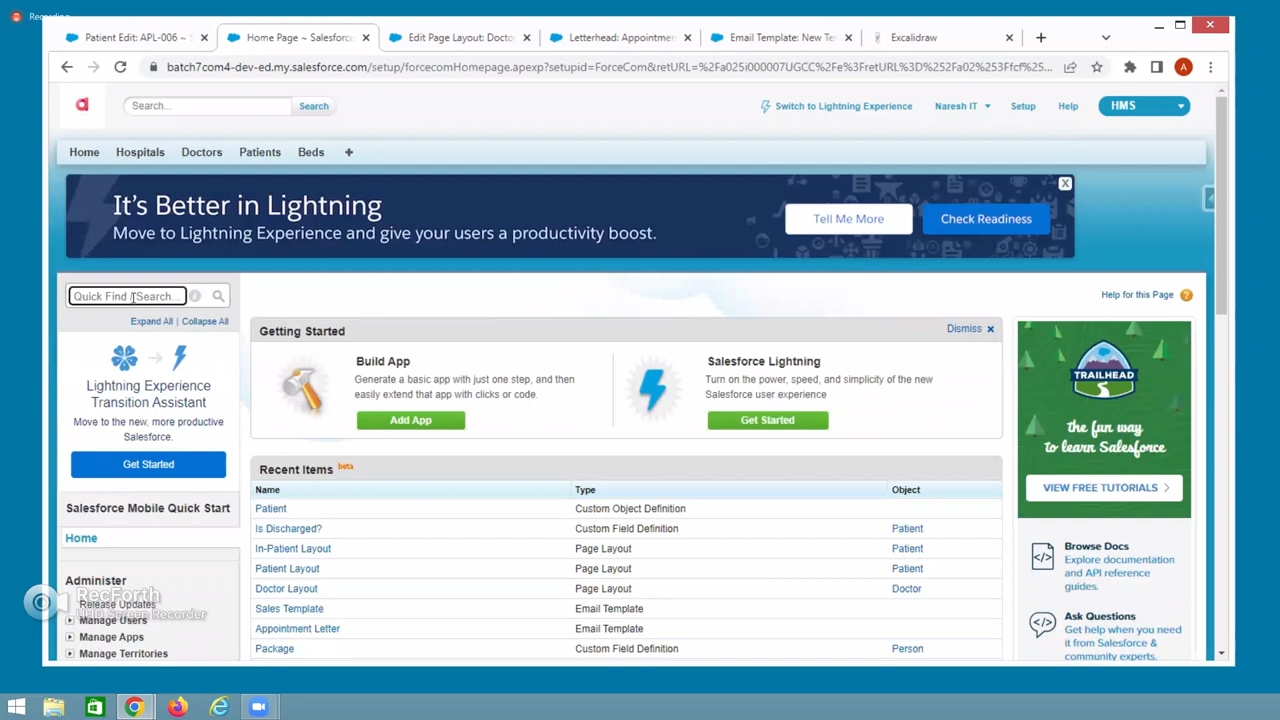 Recording
Patient Edit: APL-006 ~ S
Home Page ~ Salesforce
Edit Page Layout: Docto
Letterhead: Appointmen
Email Template: New Te
Excalidraw
batch7com4-dev-ed.my.salesforce.com/setup/forcecomHomepage.apexp?setupid=ForceCom&retURL=%2Fa025i000007UGCC%2Fe%3FretURL%3D%252Fa02%253Ffcf%25...
A
a
Search...
Search
Switch to Lightning Experience
Naresh IT
Setup
Help
HMS
Home
Hospitals
Doctors
Patients
Beds
+
It's Better in Lightning
Move to Lightning Experience and give your users a productivity boost.
Tell Me More
Check Readiness
X
Quick Find / Search...
i
Expand All | Collapse All
Help for this Page ?
Lightning Experience
Transition Assistant
Move to the new, more productive
Salesforce.
Get Started
Salesforce Mobile Quick Start
Home
Administer
Release Updates
Manage Users
Manage Apps
Manage Territories
Getting Started
Dismiss
Build App
Generate a basic app with just one step, and then
easily extend that app with clicks or code.
Add App
Salesforce Lightning
Turn on the power, speed, and simplicity of the new
Salesforce user experience
Get Started
Recent Items beta
Name Type Object
Patient Custom Object Definition
Is Discharged? Custom Field Definition Patient
In-Patient Layout Page Layout Patient
Patient Layout Page Layout Patient
Doctor Layout Page Layout Doctor
Sales Template Email Template
Appointment Letter Email Template
Package Custom Field Definition Person
TRAILHEAD
the fun way
to learn Salesforce
VIEW FREE TUTORIALS
Browse Docs
Explore documentation
and API reference
guides.
Ask Questions
Get help when you need
it from Salesforce &
community experts.
RecForth
UHD Screen Recorder